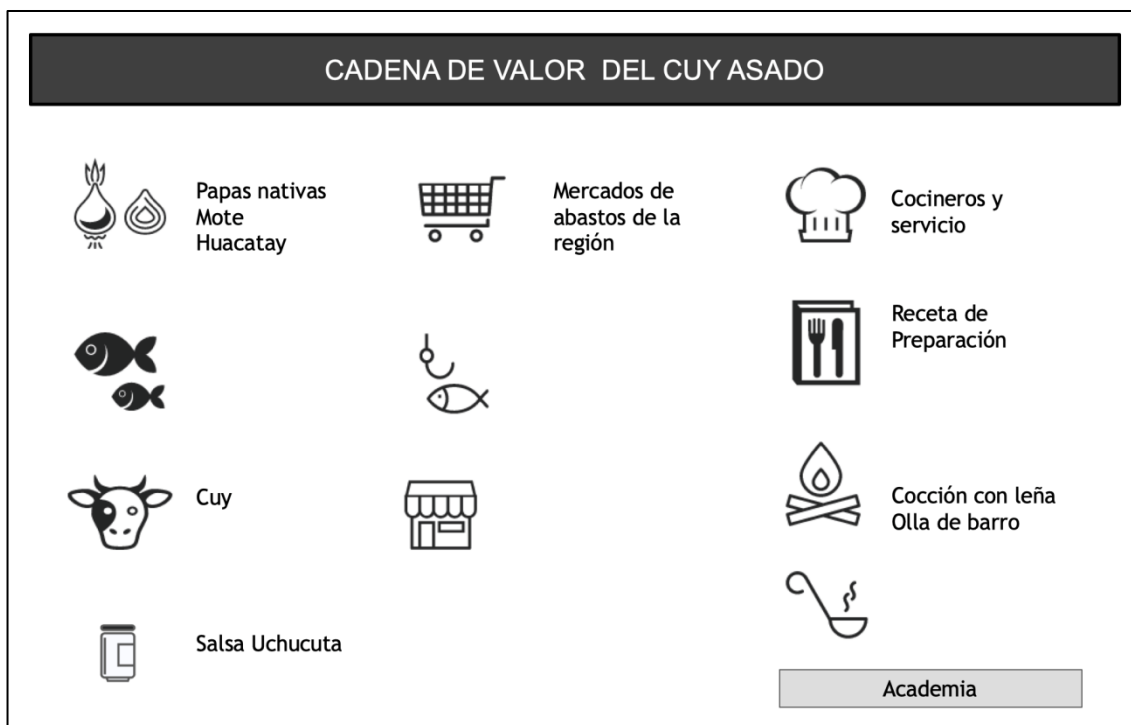 CADENA DE VALOR DEL CUY ASADO
Papas nativas
Mote
Huacatay
Mercados de
abastos de la
región
Cocineros y
servicio
Receta de
Preparación
Cuy
Cocción con leña
Olla de barro
Salsa Uchucuta
Academia